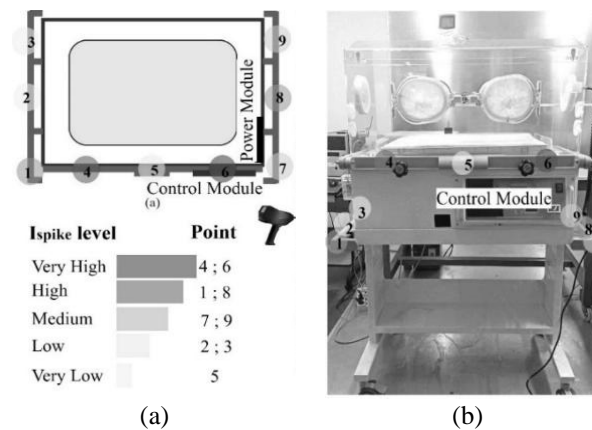 3
9
2
8
Power Module
1
4
5
6
7
Control Module
(a)
Ispike level Point
Very High 4 ; 6
High 1 ; 8
Medium 7 ; 9
Low 2 ; 3
Very Low 5
(a)
4
5
6
Control Module
3
2
1
9
8
(b)